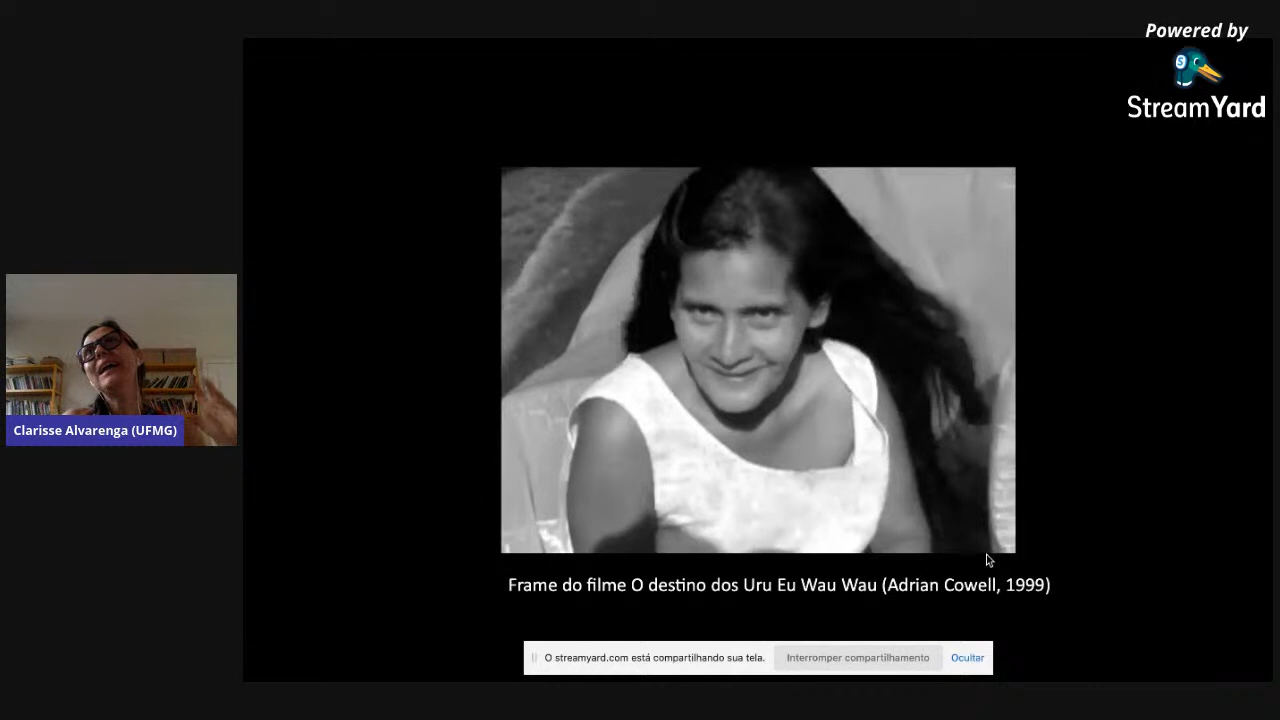 Powered by
S
StreamYard
Clarisse Alvarenga (UFMG)
Frame do filme O destino dos Uru Eu Wau Wau (Adrian Cowell, 1999)
O streamyard.com está compartilhando sua tela.
Interromper compartilhamento
Ocultar